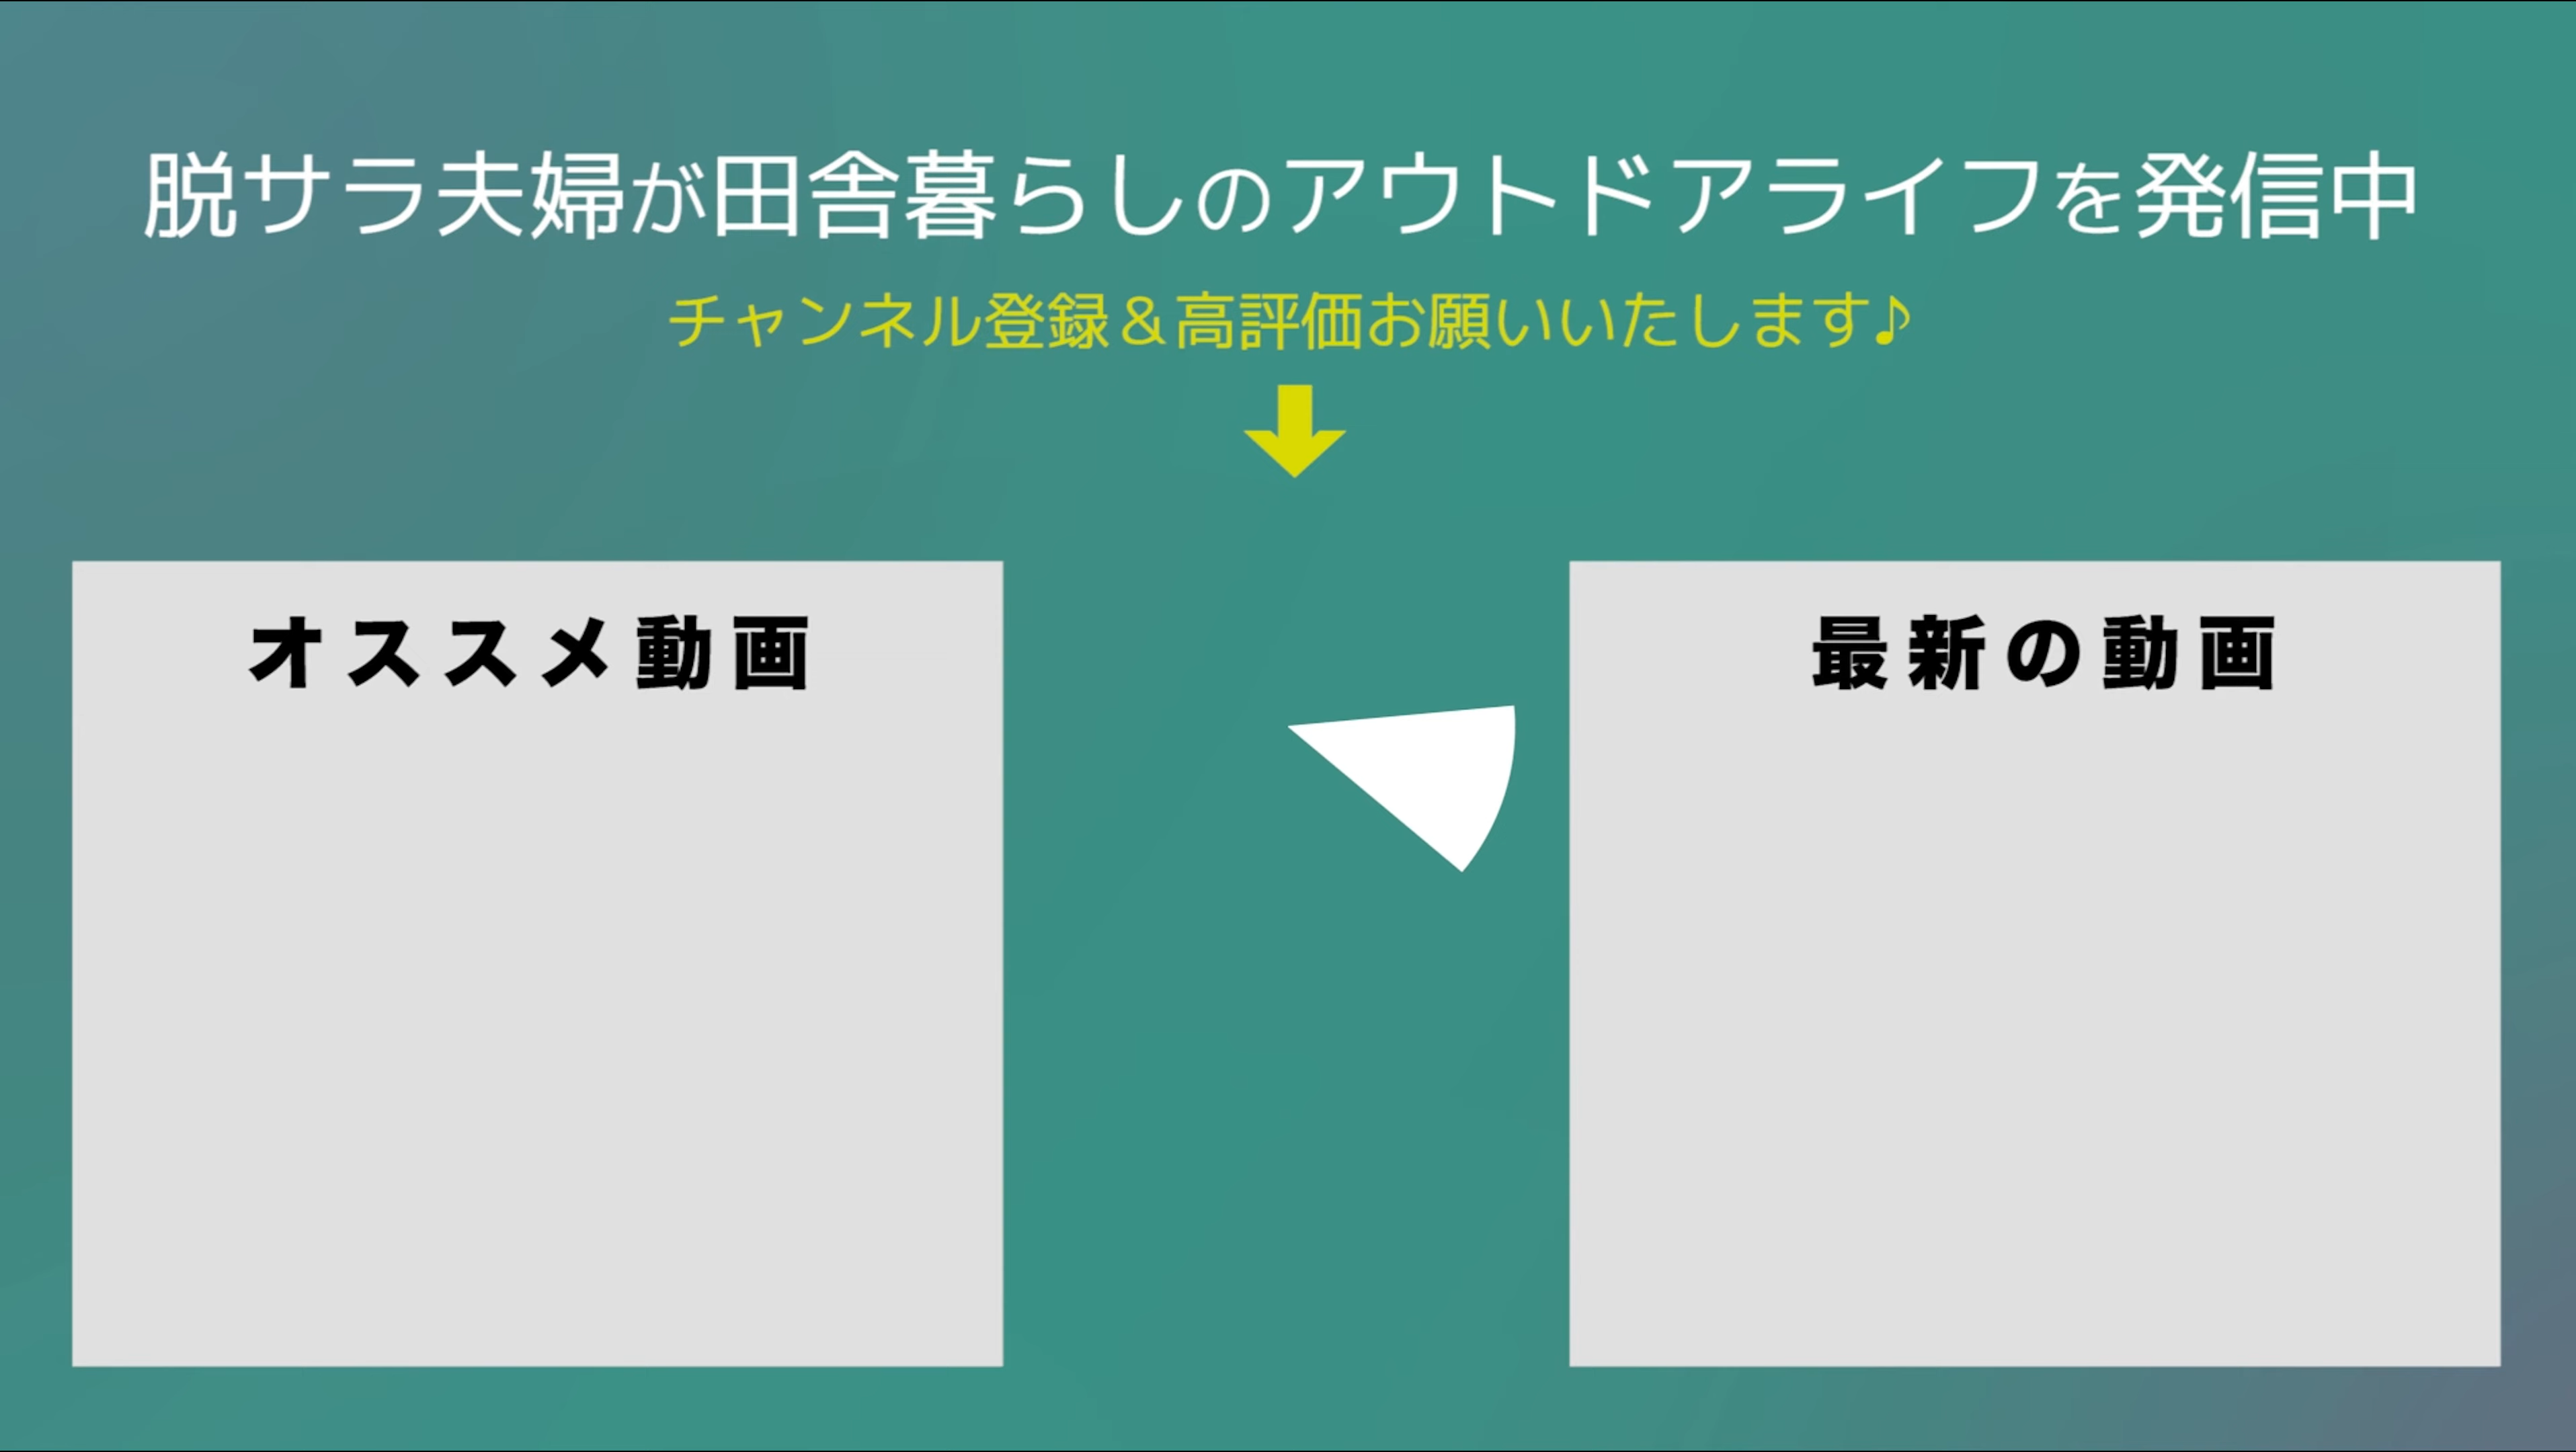 脱サラ夫婦が田舎暮らしのアウトドアライフを発信中
チャンネル登録＆高評価お願いいたします♪
オススメ動画
最新の動画